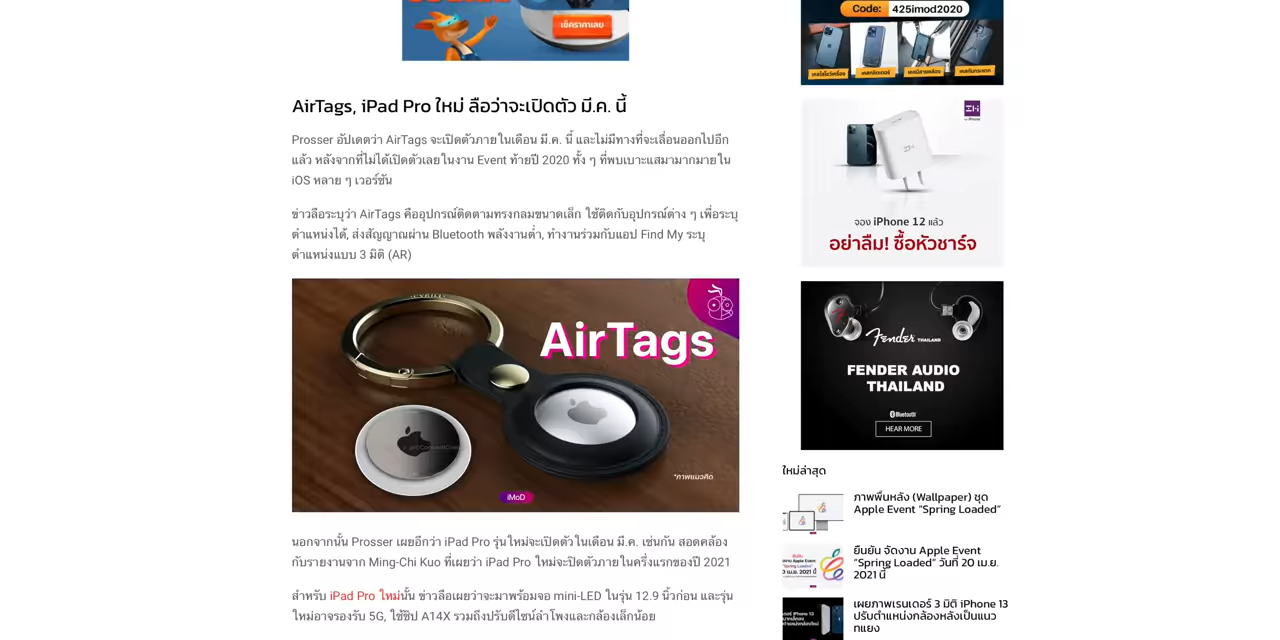 เช็คราคาเลย
AirTags, iPad Pro ใหม่ ลือว่าจะเปิดตัว มี.ค. นี้
Prosser อัปเดตว่า AirTags จะเปิดตัวภายในเดือน มี.ค. นี้ และไม่มีทางที่จะเลื่อนออกไปอีก
แล้ว หลังจากที่ไม่ได้เปิดตัวเลยในงาน Event ท้ายปี 2020 ทั้ง ๆ ที่พบเบาะแสมามากมายใน
iOS หลาย ๆ เวอร์ชัน
ข่าวลือระบุว่า AirTags คืออุปกรณ์ติดตามทรงกลมขนาดเล็ก ใช้ติดกับอุปกรณ์ต่าง ๆ เพื่อระบุ
ตำแหน่งได้, ส่งสัญญาณผ่าน Bluetooth พลังงานต่ำ, ทำงานร่วมกับแอป Find My ระบุ
ตำแหน่งแบบ 3 มิติ (AR)
AirTags
*ภาพแนวคิด
iMoD
นอกจากนั้น Prosser เผยอีกว่า iPad Pro รุ่นใหม่จะเปิดตัวในเดือน มี.ค. เช่นกัน สอดคล้อง
กับรายงานจาก Ming-Chi Kuo ที่เผยว่า iPad Pro ใหม่จะปิดตัวภายในครึ่งแรกของปี 2021
สำหรับ iPad Pro ใหม่นั้น ข่าวลือเผยว่าจะมาพร้อมจอ mini-LED ในรุ่น 12.9 นิ้วก่อน และรุ่น
ใหม่อาจรองรับ 5G, ใช้ชิป A14X รวมถึงปรับดีไซน์ลำโพงและกล้องเล็กน้อย
Code: 425imod2020
จอง iPhone 12 แล้ว
อย่าลืม! ซื้อหัวชาร์จ
Fender THAILAND
FENDER AUDIO
THAILAND
Bluetooth
HEAR MORE
ใหม่ล่าสุด
ภาพพื้นหลัง (Wallpaper) ชุด
Apple Event “Spring Loaded”
ยืนยัน จัดงาน Apple Event
“Spring Loaded” วันที่ 20 เม.ย.
2021 นี้
เผยภาพเรนเดอร์ 3 มิติ iPhone 13
ปรับตำแหน่งกล้องหลังเป็นแนว
ทแยง